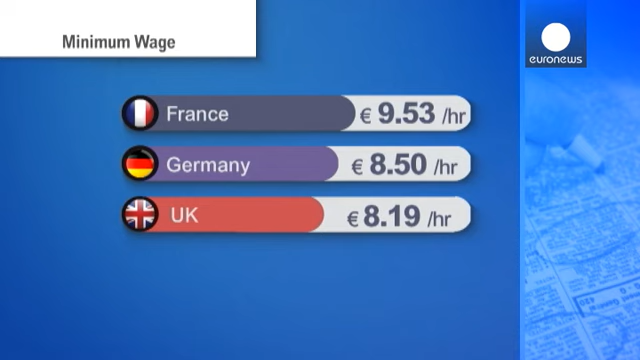 Minimum Wage
euronews
France € 9.53 /hr
Germany € 8.50 /hr
UK € 8.19 /hr